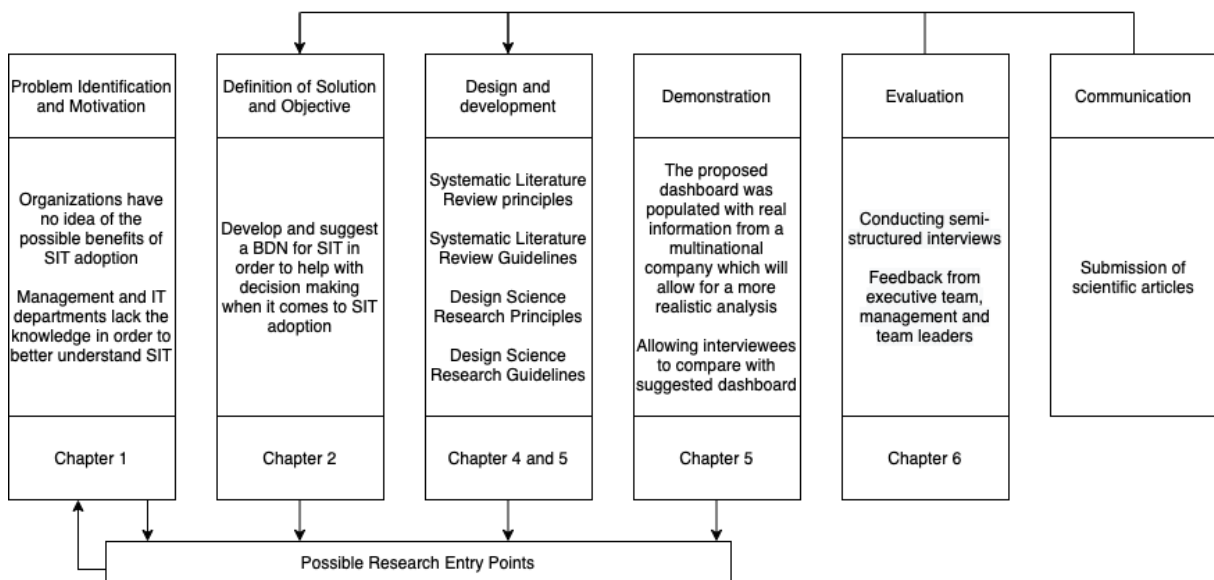 Problem Identification
and Motivation
Organizations have
no idea of the
possible benefits of
SIT adoption
Management and IT
departments lack the
knowledge in order to
better understand SIT
Chapter 1
Definition of Solution
and Objective
Develop and suggest
a BDN for SIT in
order to help with
decision making
when it comes to SIT
adoption
Chapter 2
Design and
development
Systematic Literature
Review principles
Systematic Literature
Review Guidelines
Design Science
Research Principles
Design Science
Research Guidelines
Chapter 4 and 5
Demonstration
The proposed
dashboard was
populated with real
information from a
multinational
company which will
allow for a more
realistic analysis
Allowing interviewees
to compare with
suggested dashboard
Chapter 5
Evaluation
Conducting semi-
structured interviews
Feedback from
executive team,
management and
team leaders
Chapter 6
Communication
Submission of
scientific articles
Possible Research Entry Points